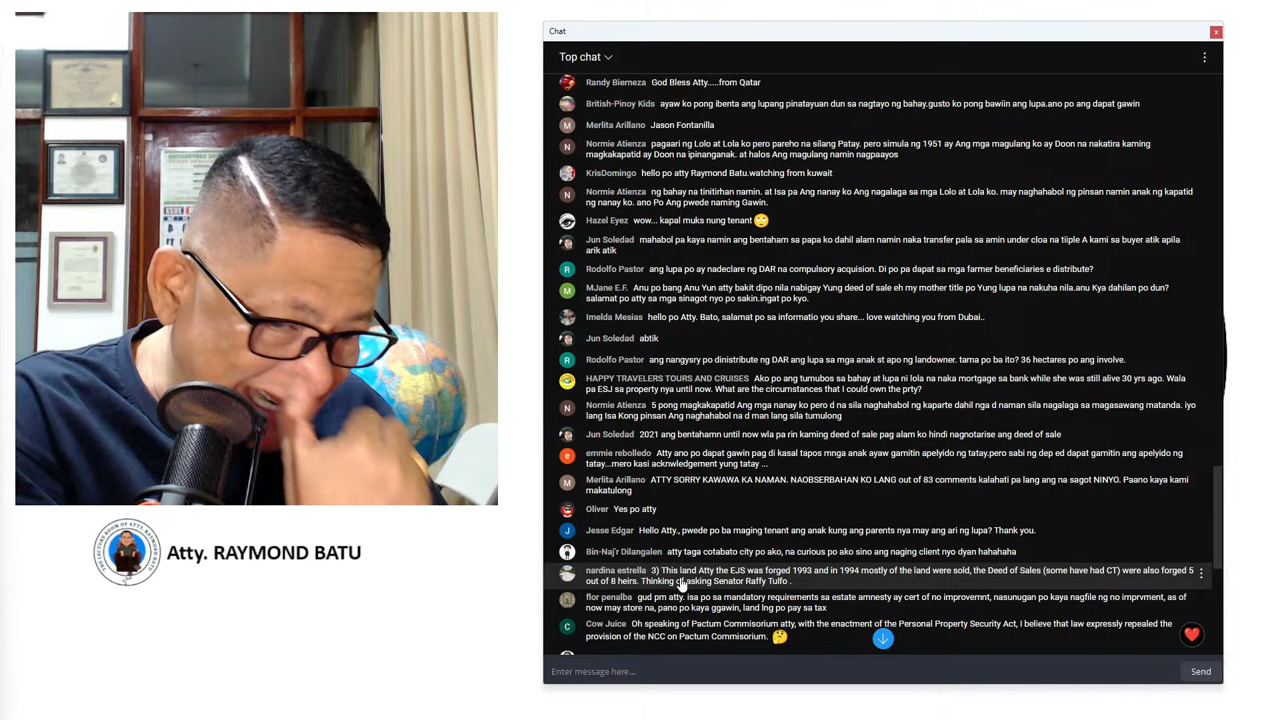 Chat
Top chat
Randy Bierneza God Bless Atty.....from Qatar
British-Pinoy Kids ayaw ko pong ibenta ang lupang pinatayuan dun sa nagtayo ng bahay.gusto ko pong bawiin ang lupa.ano po ang dapat gawin
Merlita Arillano Jason Fontanilla
Normie Atienza pagaari ng Lolo at Lola ko pero pareho na silang Patay. pero simula ng 1951 ay Ang mga magulang ko ay Doon na nakatira kaming
magkakapatid ay Doon na ipinanganak. at halos Ang magulang namin nagpaayos
KrisDomingo hello po atty Raymond Batu.watching from kuwait
Normie Atienza ng bahay na tinitirhan namin. at Isa pa Ang nanay ko Ang nagalaga sa mga Lolo at Lola ko. may naghahabol ng pinsan namin anak ng kapatid
ng nanay ko. ano Po Ang pwede naming Gawin.
Hazel Eyez wow... kapal muks nung tenant 🙄
Jun Soledad mahabol pa kaya namin ang bentaham sa papa ko dahil alam namin naka transfer pala sa amin under cloa na tiiple A kami sa buyer atik apila
arik atik
Rodolfo Pastor ang lupa po ay nadeclare ng DAR na compulsory acquision. Di po pa dapat sa mga farmer beneficiaries e distribute?
MJane E.F. Anu po bang Anu Yun atty bakit dipo nila nabigay Yung deed of sale eh my mother title po Yung lupa na nakuha nila.anu Kya dahilan po dun?
salamat po atty sa mga sinagot nyo po sakin.ingat po kyo.
Imelda Mesias hello po Atty. Bato, salamat po sa informatio you share... love watching you from Dubai..
Jun Soledad abtik
Rodolfo Pastor ang nangysry po dinistribute ng DAR ang lupa sa mga anak st apo ng landowner. tama po ba ito? 36 hectares po ang involve.
HAPPY TRAVELERS TOURS AND CRUISES Ako po ang tumubos sa bahay at lupa ni lola na naka mortgage sa bank while she was still alive 30 yrs ago. Wala
pa ESJ sa property nya until now. What are the circumstances that I could own the prty?
Normie Atienza 5 pong magkakapatid Ang mga nanay ko pero d na sila naghahabol ng kaparte dahil nga d naman sila nagalaga sa magasawang matanda. iyo
lang Isa Kong pinsan Ang naghahabol na d man lang sila tumulong
Jun Soledad 2021 ang bentahamn until now wla pa rin kaming deed of sale pag alam ko hindi nagnotarise ang deed of sale
emmie rebolledo Atty ano po dapat gawin pag di kasal tapos mga anak ayaw gamitin apelyido ng tatay.pero sabi ng dep ed dapat gamitin ang apelyido ng
tatay...mero kasi acknwledgement yung tatay ...
Merlita Arillano ATTY SORRY KAWAWA KA NAMAN. NAOBSERBAHAN KO LANG out of 83 comments kalahati pa lang ang na sagot NINYO. Paano kaya kami
makatulong
Oliver Yes po atty
Jesse Edgar Hello Atty., pwede po ba maging tenant ang anak kung ang parents nya may ang ari ng lupa? Thank you.
Bin-Naj'r Dilangalen atty taga cotabato city po ako, na curious po ako sino ang naging client nyo dyan hahahaha
nardina estrella 3) This land Atty the EJS was forged 1993 and in 1994 mostly of the land were sold, the Deed of Sales (some have had CT) were also forged 5
out of 8 heirs. Thinking of asking Senator Raffy Tulfo .
flor penalba gud pm atty. isa po sa mandatory requirements sa estate amnesty ay cert of no improvemnt, nasunugan po kaya nagfile ng no imprvment, as of
now may store na, pano po kaya ggawin, land lng po pay sa tax
Cow Juice Oh speaking of Pactum Commisorium atty, with the enactment of the Personal Property Security Act, I believe that law expressly repealed the
provision of the NCC on Pactum Commisorium. 🤔
Enter message here...
Send
Atty. RAYMOND BATU